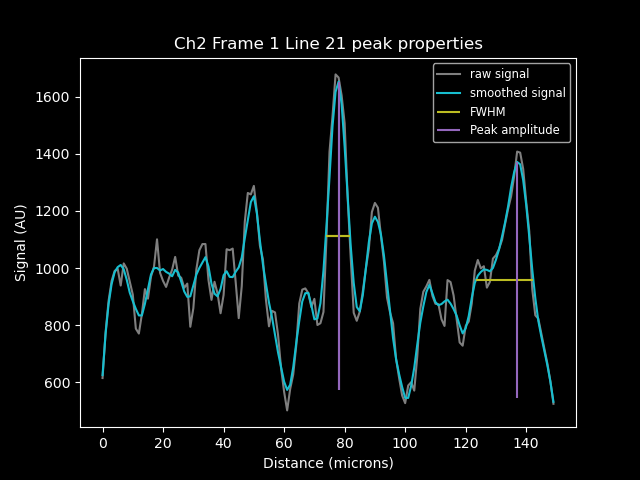 Ch2 Frame 1 Line 21 peak properties
raw signal
smoothed signal
FWHM
Peak amplitude
Signal (AU)
1600
1400
1200
1000
800
600
0 20 40 60 80 100 120 140
Distance (microns)